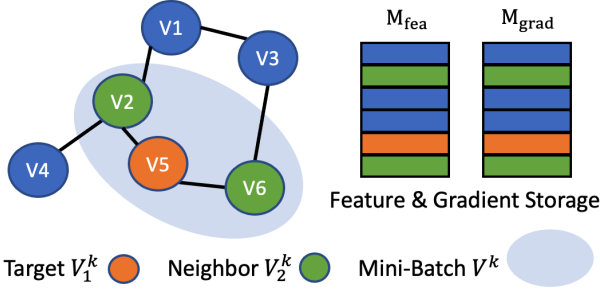 V1
M_fea M_grad
V3
V2
V5
V4
V6
Feature & Gradient Storage
Target V_1^k Neighbor V_2^k Mini-Batch V^k